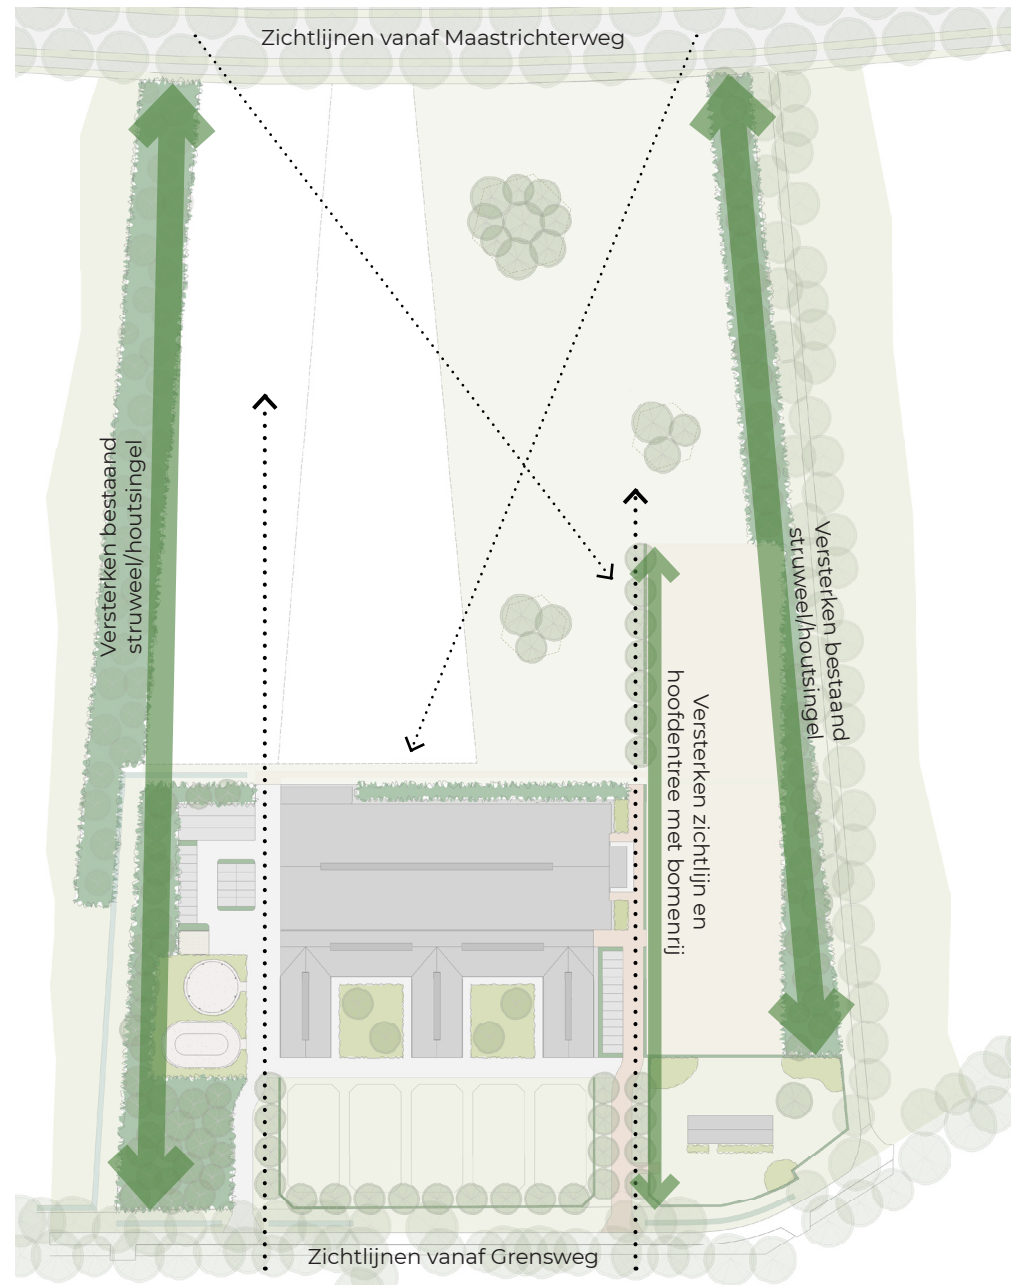 Zichtlijnen vanaf Maastrichterweg
Versterken bestaand
struweel/houtsingel
Versterken bestaand
struweel/houtsingel
Versterken zichtlijn en
hoofdentree met bomenrij
Zichtlijnen vanaf Grensweg